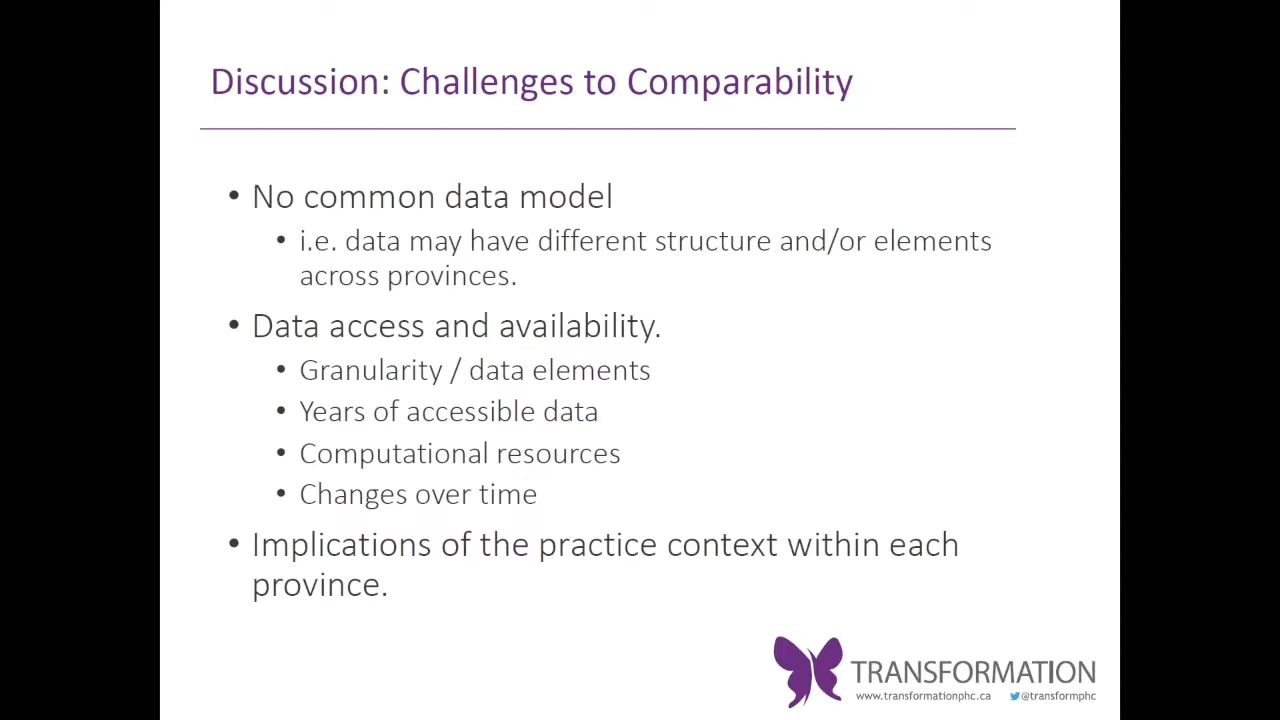 Discussion: Challenges to Comparability
• No common data model
• i.e. data may have different structure and/or elements
across provinces.
• Data access and availability.
• Granularity / data elements
• Years of accessible data
• Computational resources
• Changes over time
• Implications of the practice context within each
province.
TRANSFORMATION
www.transformationphc.ca @transformphc